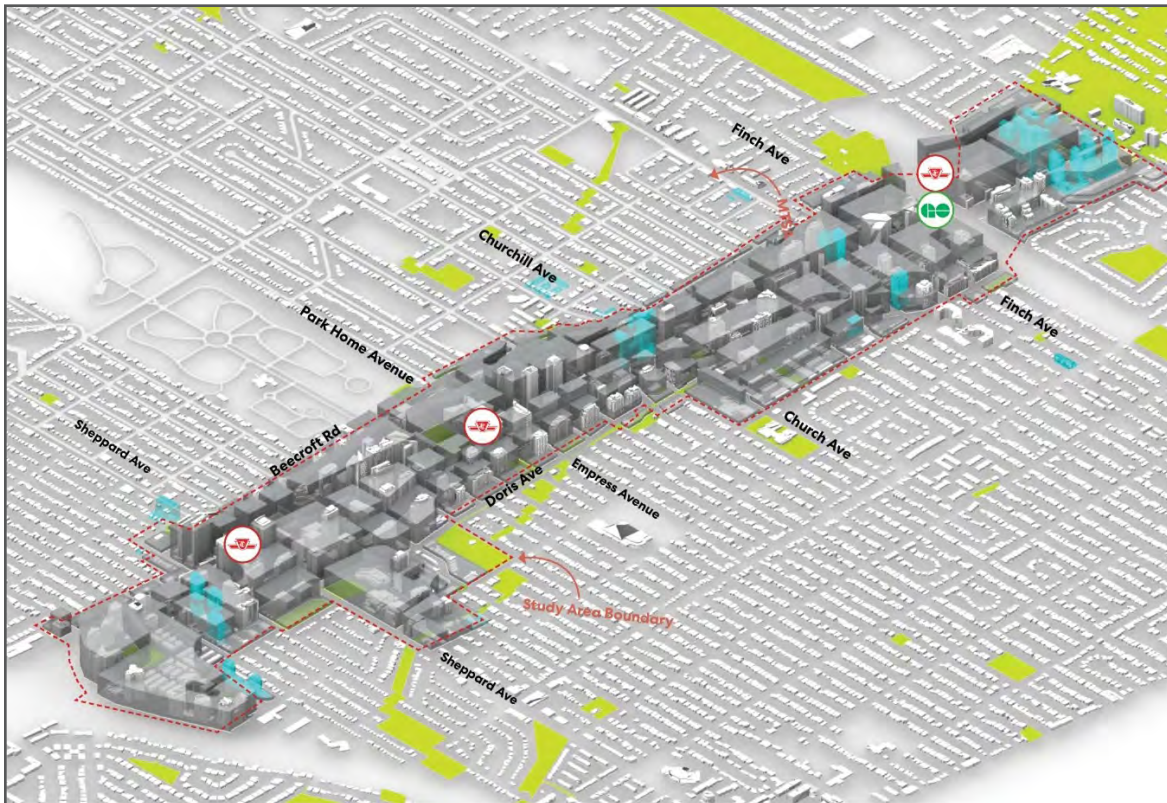 Finch Ave
MTSA
Churchill Ave
Finch Ave
Park Home Avenue
Church Ave
Sheppard Ave
Beecroft Rd
Doris Ave
Empress Avenue
Study Area Boundary
Sheppard Ave